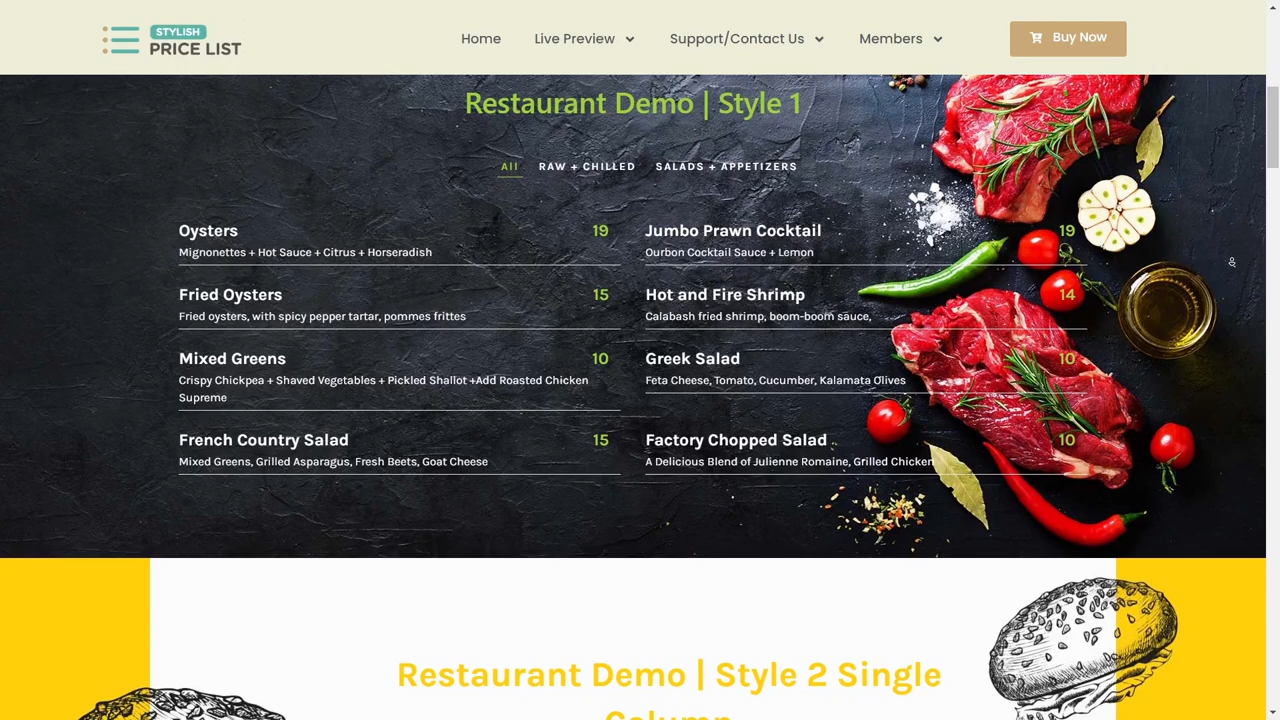 STYLISH
PRICE LIST
Home
Live Preview
Support/Contact Us
Members
Buy Now
Restaurant Demo | Style 1
All
RAW + CHILLED
SALADS + APPETIZERS
Oysters 19
Mignonettes + Hot Sauce + Citrus + Horseradish
Jumbo Prawn Cocktail 19
Ourbon Cocktail Sauce + Lemon
Fried Oysters 15
Fried oysters, with spicy pepper tartar, pommes frittes
Hot and Fire Shrimp 14
Calabash fried shrimp, boom-boom sauce,
Mixed Greens 10
Crispy Chickpea + Shaved Vegetables + Pickled Shallot +Add Roasted Chicken
Supreme
Greek Salad 10
Feta Cheese, Tomato, Cucumber, Kalamata Olives
French Country Salad 15
Mixed Greens, Grilled Asparagus, Fresh Beets, Goat Cheese
Factory Chopped Salad 10
A Delicious Blend of Julienne Romaine, Grilled Chicken
Restaurant Demo | Style 2 Single
Column